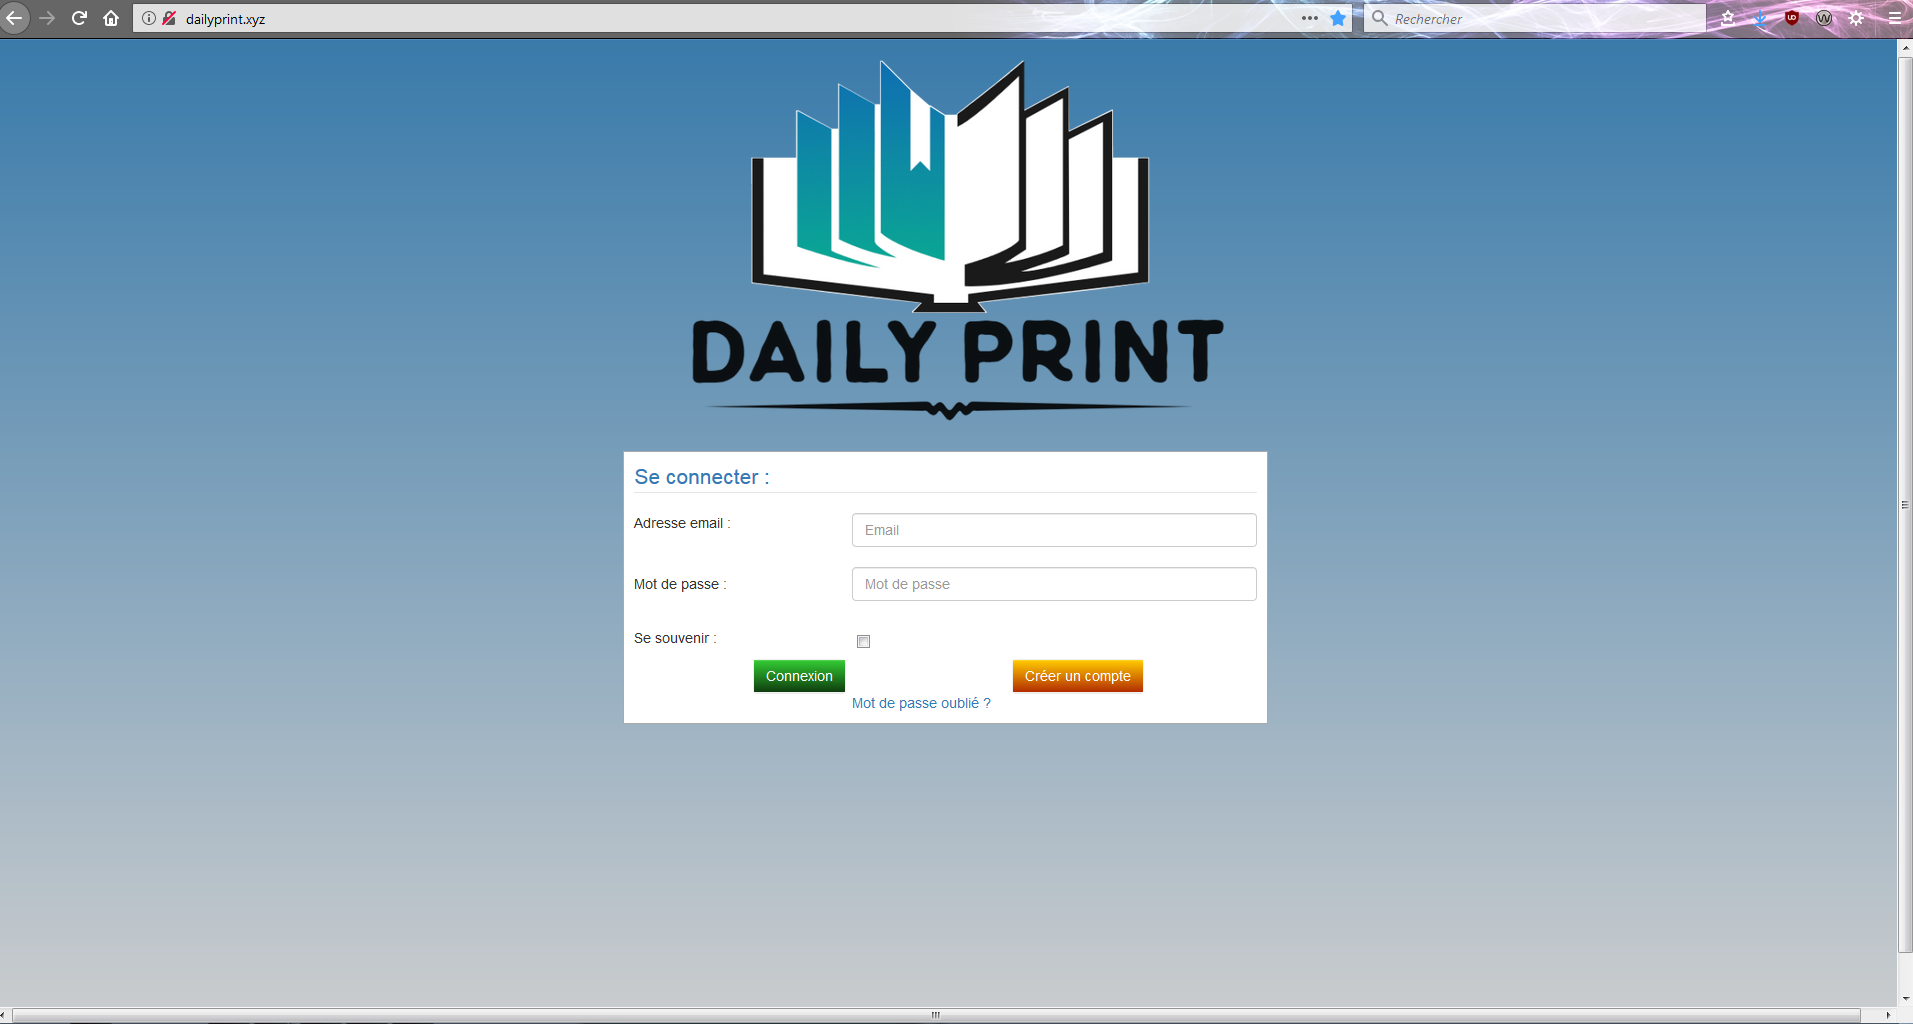 dailyprint.xyz
Rechercher
DAILY PRINT
Se connecter :
Adresse email :
Email
Mot de passe :
Mot de passe
Se souvenir :
Connexion
Créer un compte
Mot de passe oublié ?